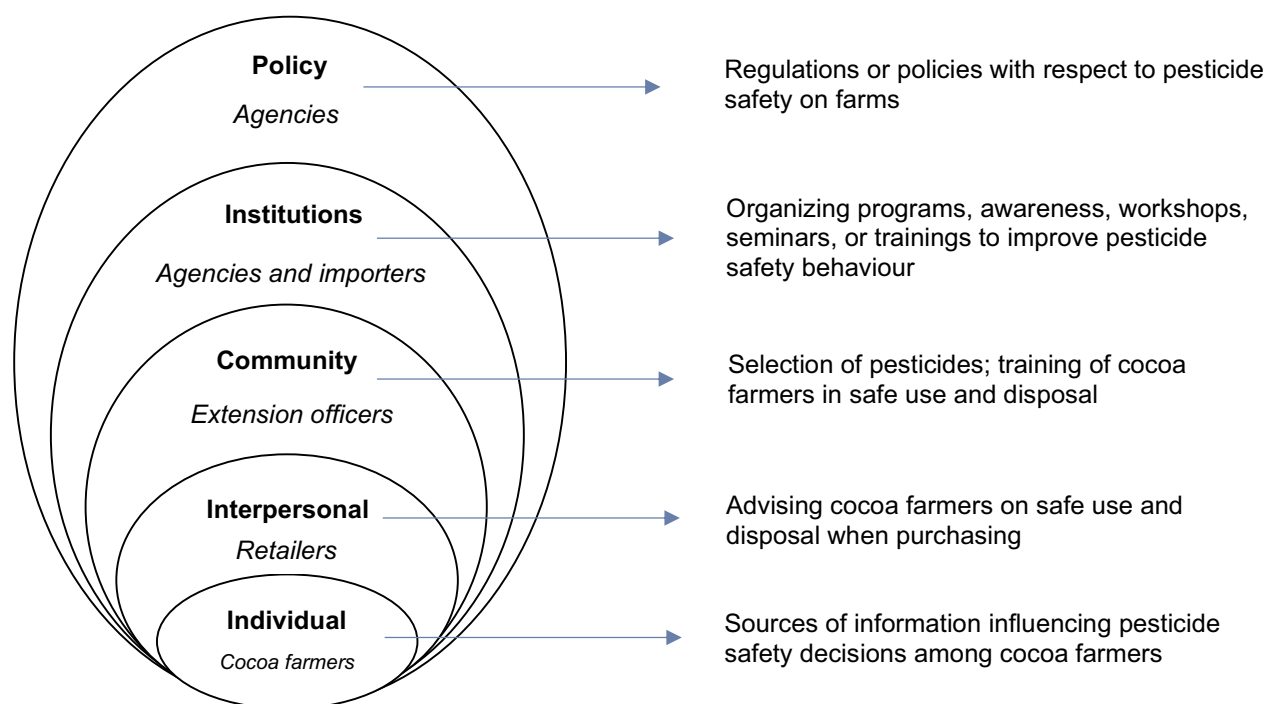 Policy
Agencies
Regulations or policies with respect to pesticide
safety on farms
Institutions
Agencies and importers
Organizing programs, awareness, workshops,
seminars, or trainings to improve pesticide
safety behaviour
Community
Extension officers
Selection of pesticides; training of cocoa
farmers in safe use and disposal
Interpersonal
Retailers
Advising cocoa farmers on safe use and
disposal when purchasing
Individual
Cocoa farmers
Sources of information influencing pesticide
safety decisions among cocoa farmers